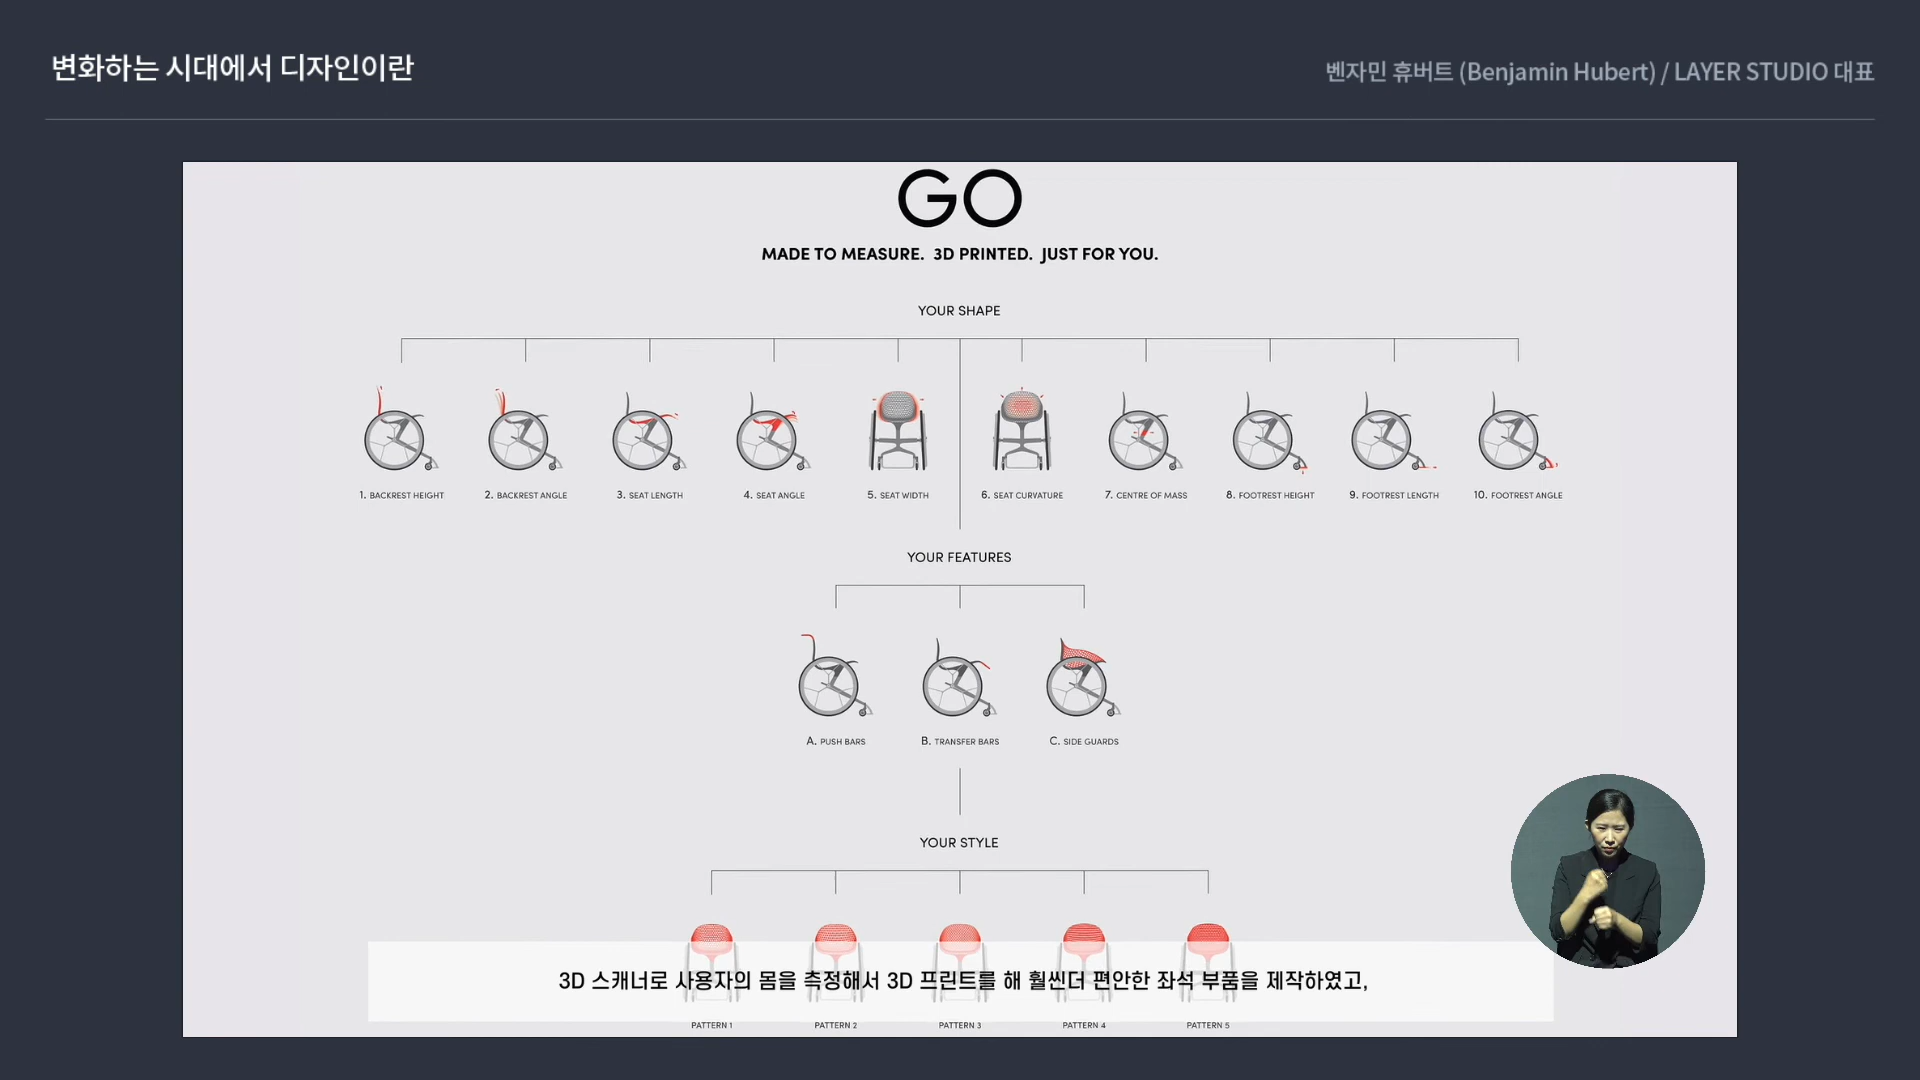 변화하는 시대에서 디자인이란
벤자민 휴버트 (Benjamin Hubert) / LAYER STUDIO 대표
GO
MADE TO MEASURE. 3D PRINTED. JUST FOR YOU.
YOUR SHAPE
1. BACKREST HEIGHT
2. BACKREST ANGLE
3. SEAT LENGTH
4. SEAT ANGLE
5. SEAT WIDTH
6. SEAT CURVATURE
7. CENTRE OF MASS
8. FOOTREST HEIGHT
9. FOOTREST LENGTH
10. FOOTREST ANGLE
YOUR FEATURES
A. PUSH BARS
B. TRANSFER BARS
C. SIDE GUARDS
YOUR STYLE
3D 스캐너로 사용자의 몸을 측정해서 3D 프린트를 해 훨씬더 편안한 좌석 부품을 제작하였고,
PATTERN 1
PATTERN 2
PATTERN 3
PATTERN 4
PATTERN 5